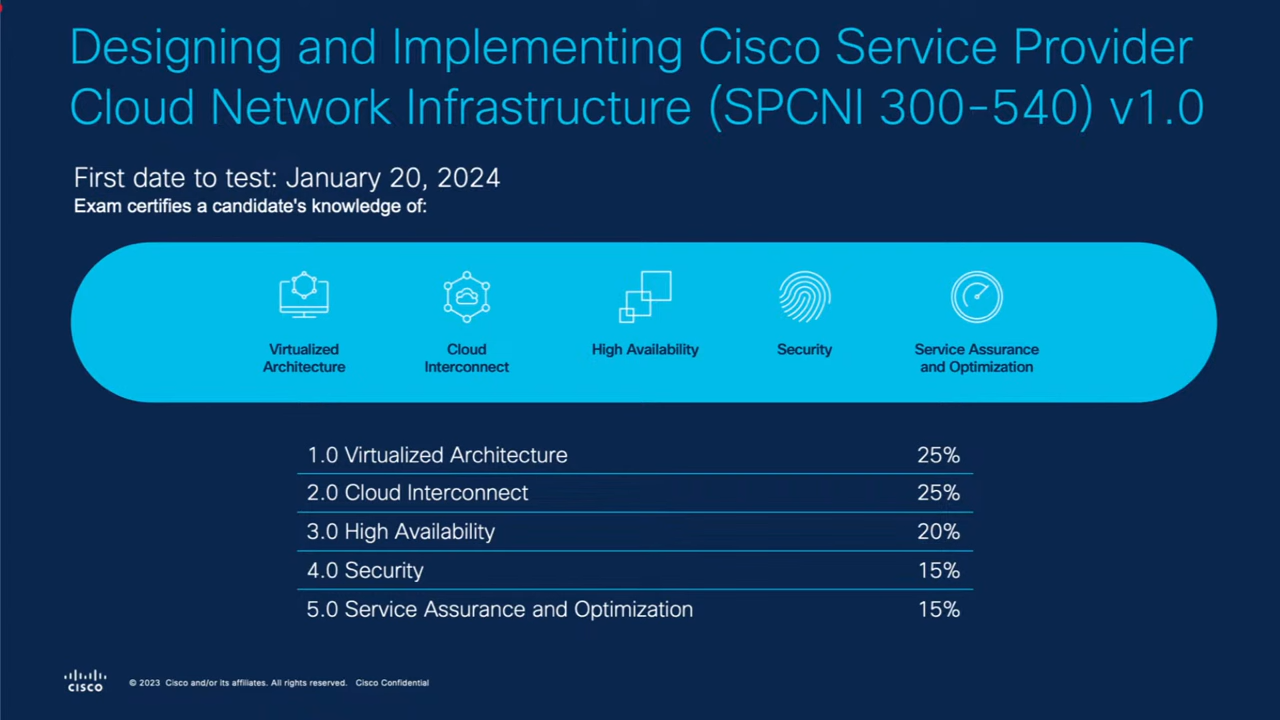 Designing and Implementing Cisco Service Provider
Cloud Network Infrastructure (SPCNI 300-540) v1.0
First date to test: January 20, 2024
Exam certifies a candidate's knowledge of:
Virtualized
Architecture
Cloud
Interconnect
High Availability
Security
Service Assurance
and Optimization
1.0 Virtualized Architecture 25%
2.0 Cloud Interconnect 25%
3.0 High Availability 20%
4.0 Security 15%
5.0 Service Assurance and Optimization 15%
CISCO
© 2023 Cisco and/or its affiliates. All rights reserved. Cisco Confidential